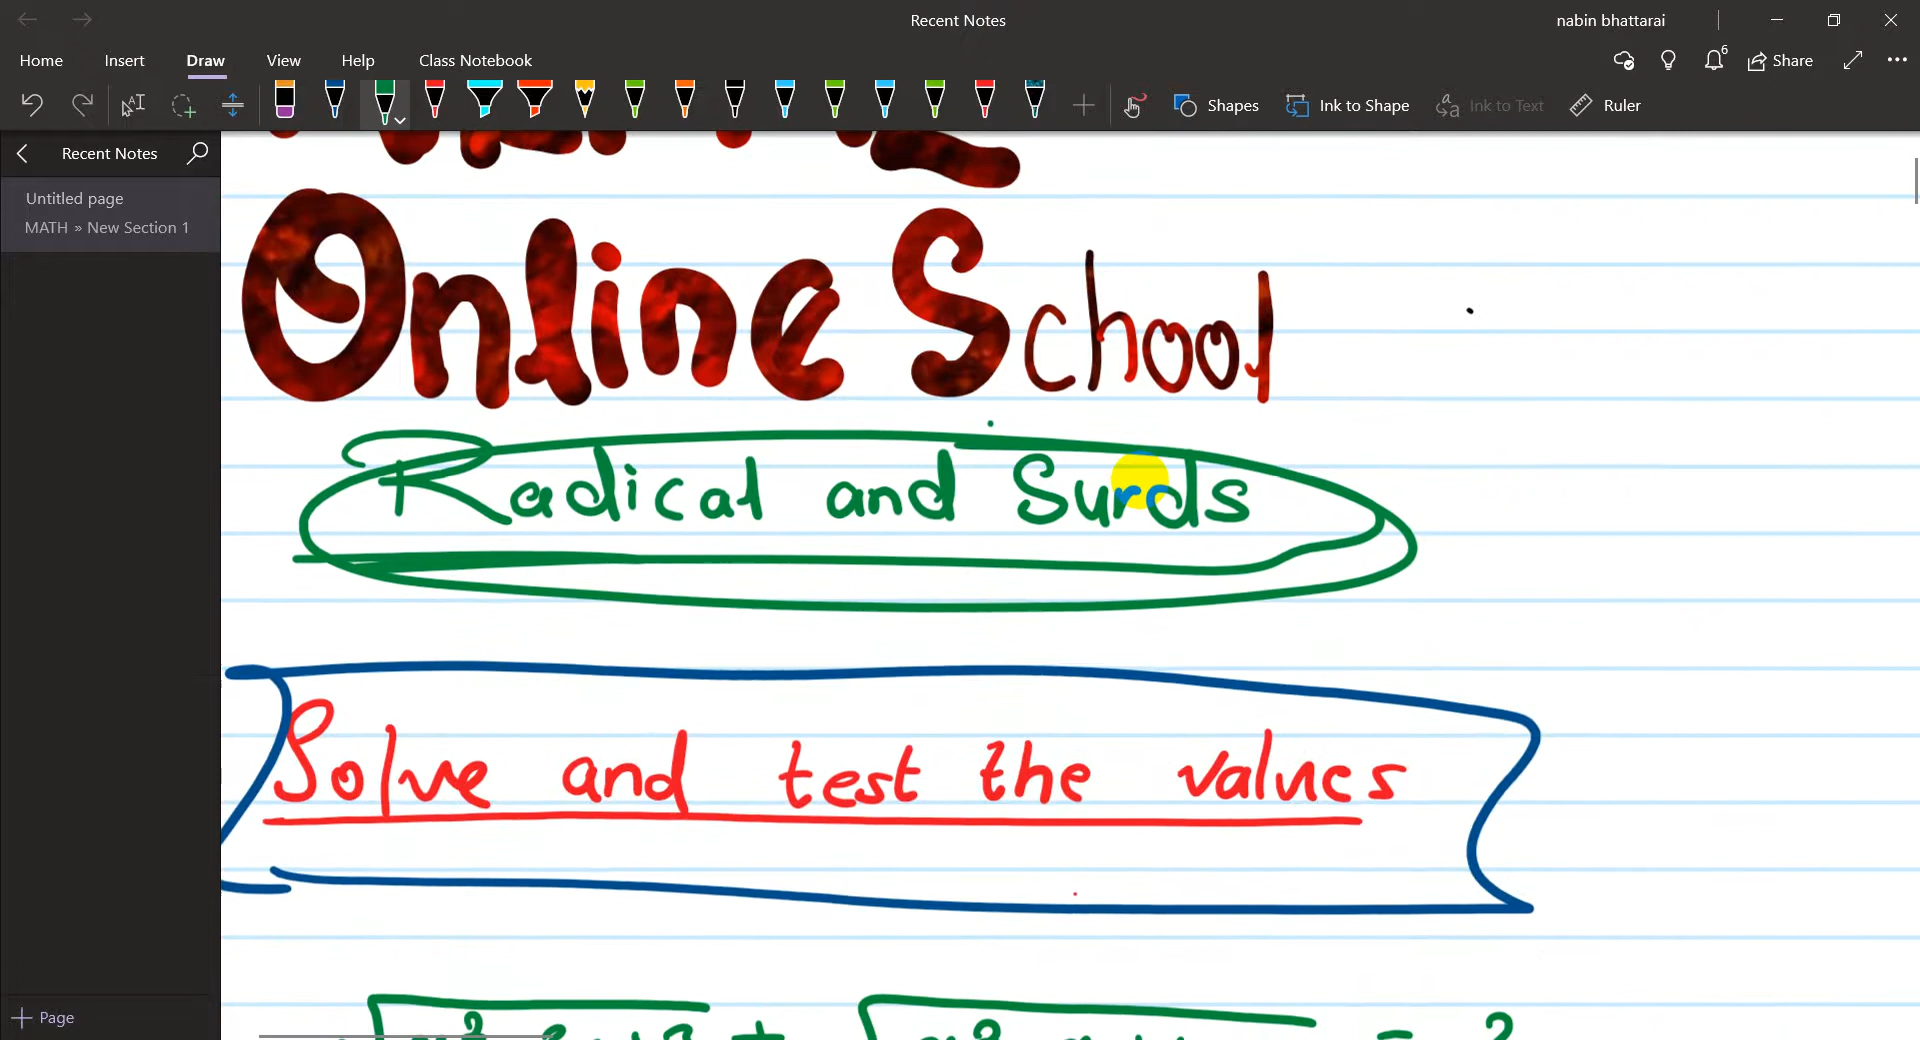 Recent Notes
nabin bhattarai
Home Insert Draw View Help Class Notebook
6
Share
Shapes Ink to Shape Ink to Text Ruler
Recent Notes
Untitled page
MATH » New Section 1
Online School
Radical and Surds
Solve and test the values
Page